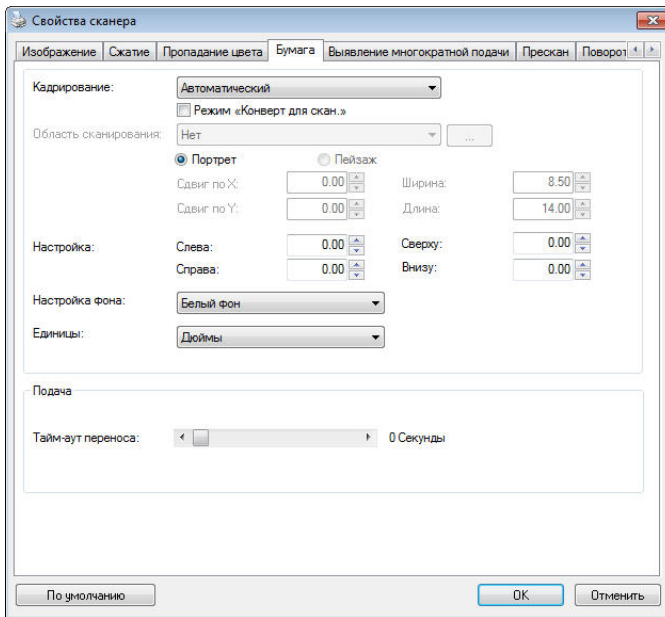 Свойства сканера
Изображение Сжатие Пропадание цвета Бумага Выявление многократной подачи Прескан Поворот
Кадрирование: Автоматический
Режим «Конверт для скан.»
Область сканирования: Нет ...
Портрет Пейзаж
Сдвиг по X: 0.00 Ширина: 8.50
Сдвиг по Y: 0.00 Длина: 14.00
Настройка: Слева: 0.00 Сверху: 0.00
Справа: 0.00 Внизу: 0.00
Настройка фона: Белый фон
Единицы: Дюймы
Подача
Тайм-аут переноса: 0 Секунды
По умолчанию OK Отменить